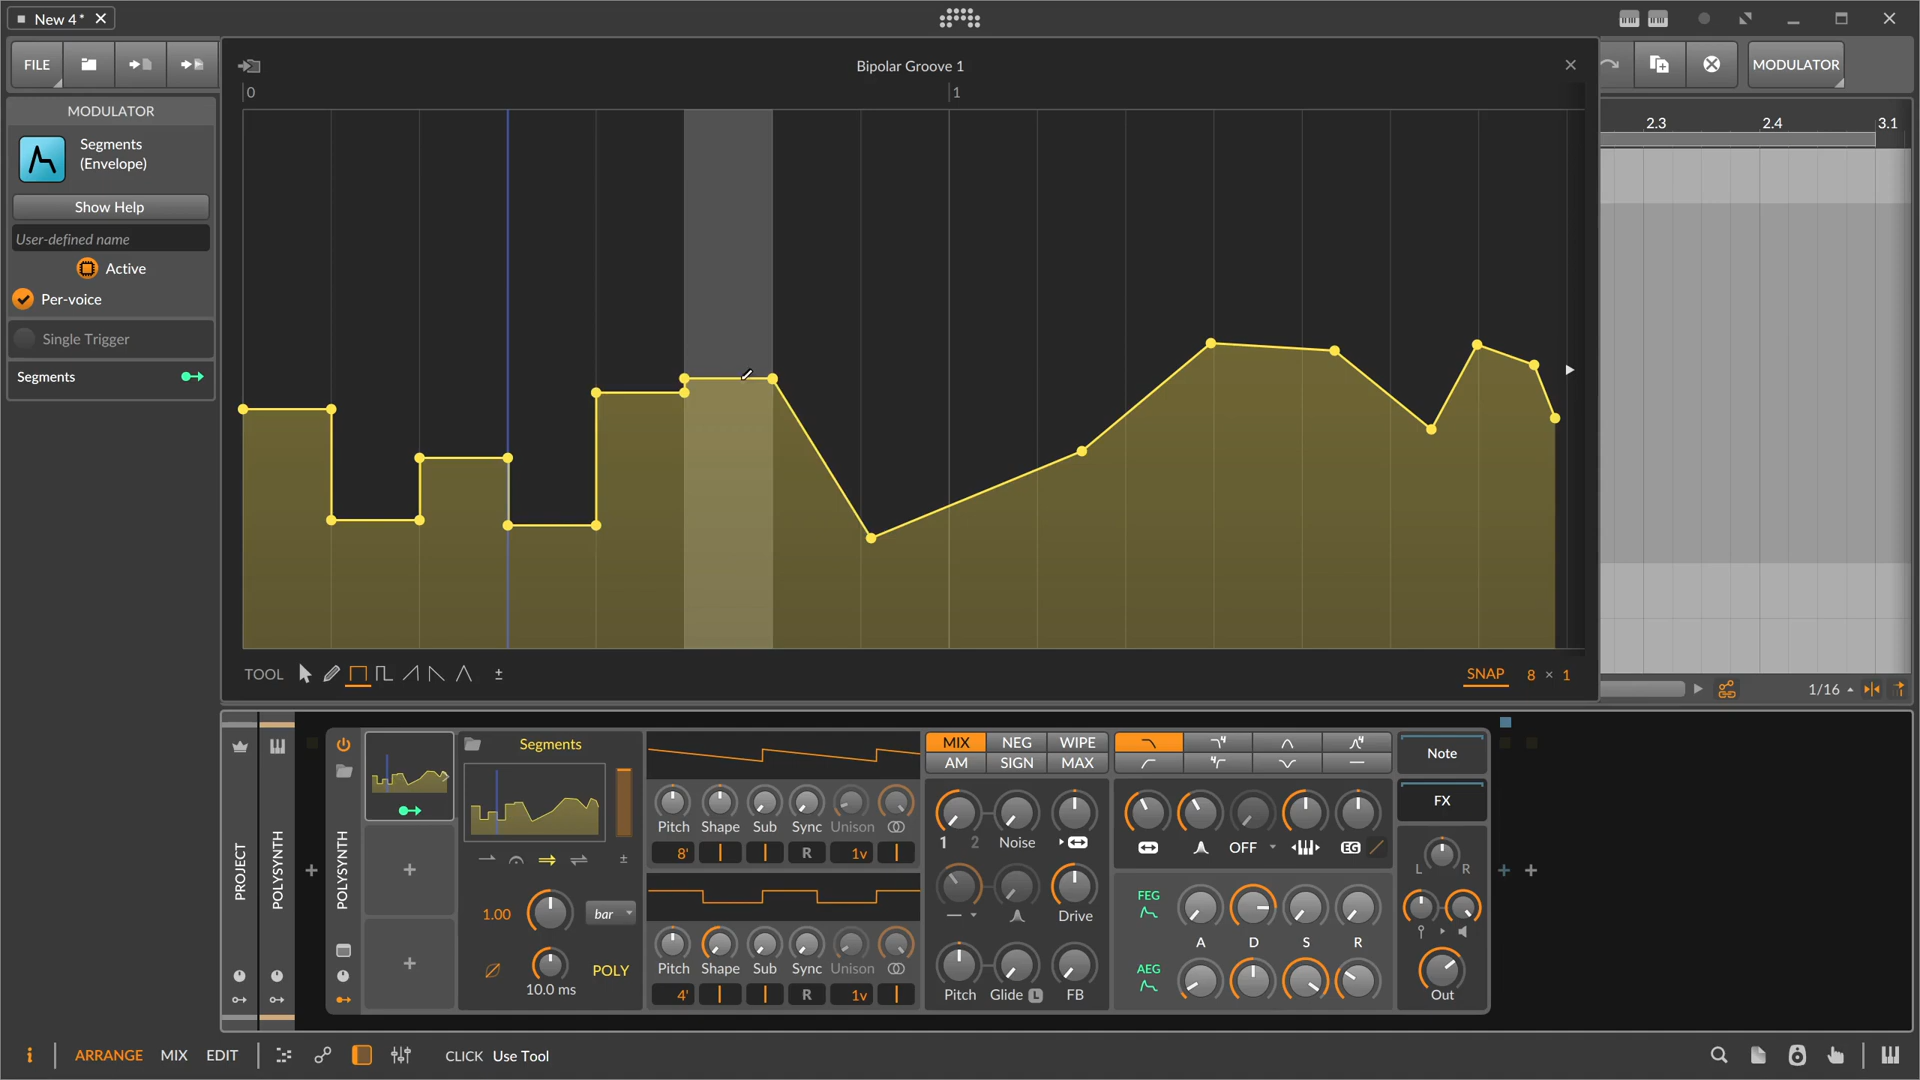 New 4*
FILE
MODULATOR
Bipolar Groove 1
0
1
MODULATOR
Segments
(Envelope)
Show Help
User-defined name
Active
Per-voice
Single Trigger
Segments
2.3
2.4
3.1
TOOL
±
SNAP
8 × 1
1/16
PROJECT
POLYSYNTH
POLYSYNTH
Segments
±
1.00
bar
POLY
10.0 ms
Pitch
Shape
Sub
Sync
Unison
8'
R
1v
Pitch
Shape
Sub
Sync
Unison
4'
R
1v
MIX
NEG
WIPE
AM
SIGN
MAX
1
2
Noise
Drive
Pitch
Glide
L
FB
4
4
4
OFF
EG
FEG
A
D
S
R
AEG
Note
FX
L
R
Out
i
ARRANGE
MIX
EDIT
CLICK Use Tool